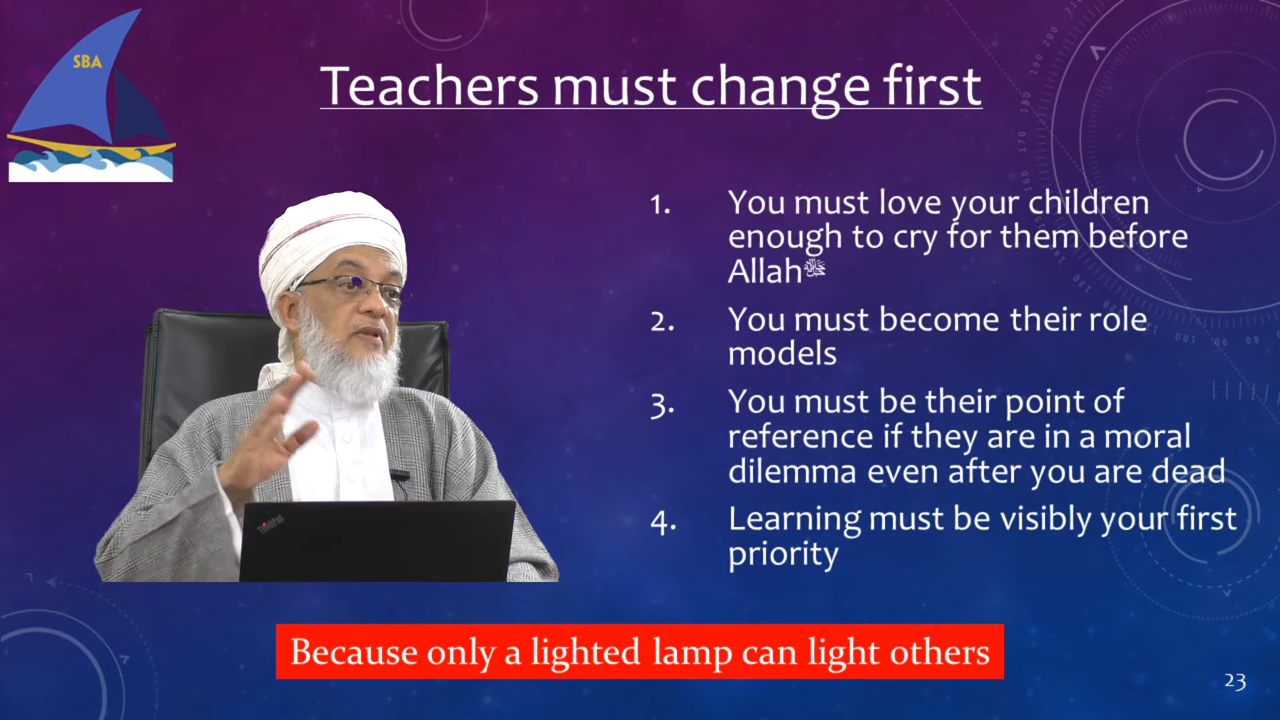 SBA
Teachers must change first
1. You must love your children
enough to cry for them before
Allahﷻ
2. You must become their role
models
3. You must be their point of
reference if they are in a moral
dilemma even after you are dead
4. Learning must be visibly your first
priority
ThinkPad
Because only a lighted lamp can light others
23